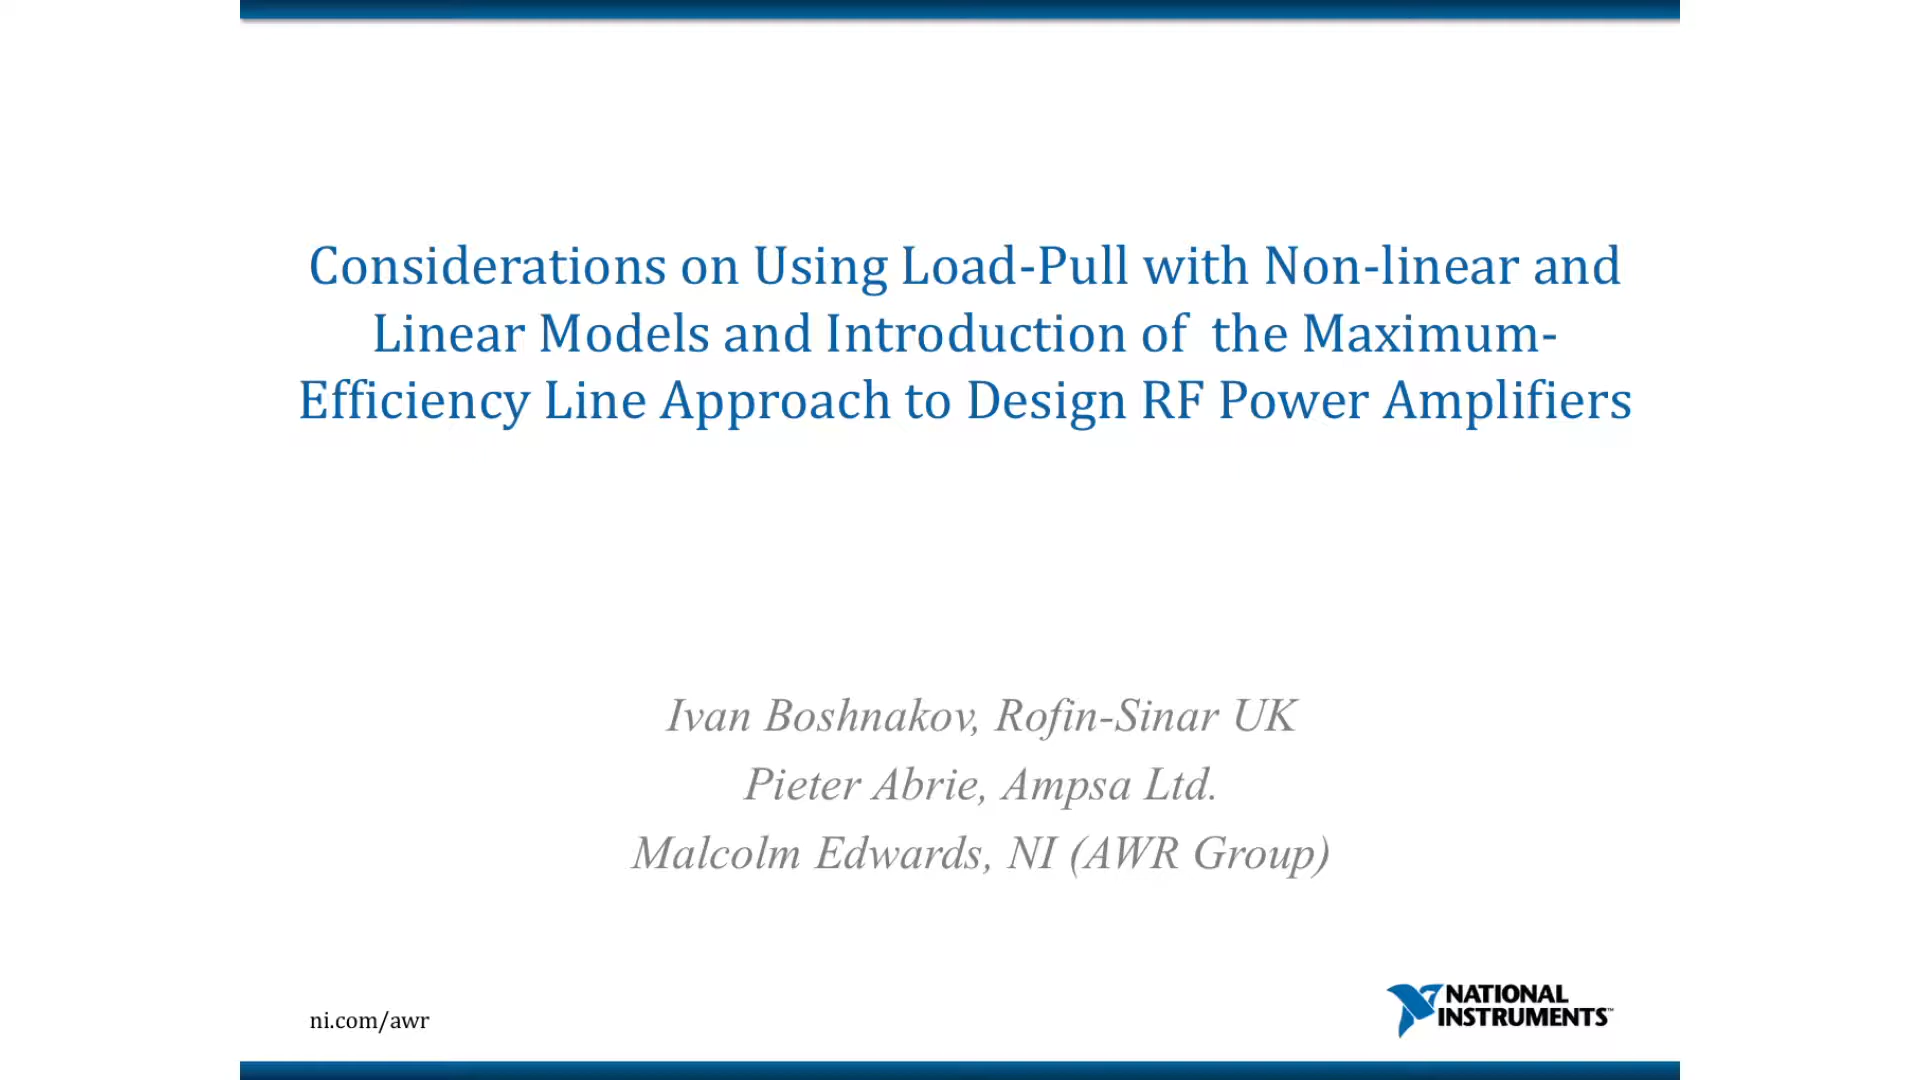 Considerations on Using Load-Pull with Non-linear and
Linear Models and Introduction of the Maximum-
Efficiency Line Approach to Design RF Power Amplifiers
Ivan Boshnakov, Rofin-Sinar UK
Pieter Abrie, Ampsa Ltd.
Malcolm Edwards, NI (AWR Group)
ni.com/awr
NATIONAL
INSTRUMENTS™